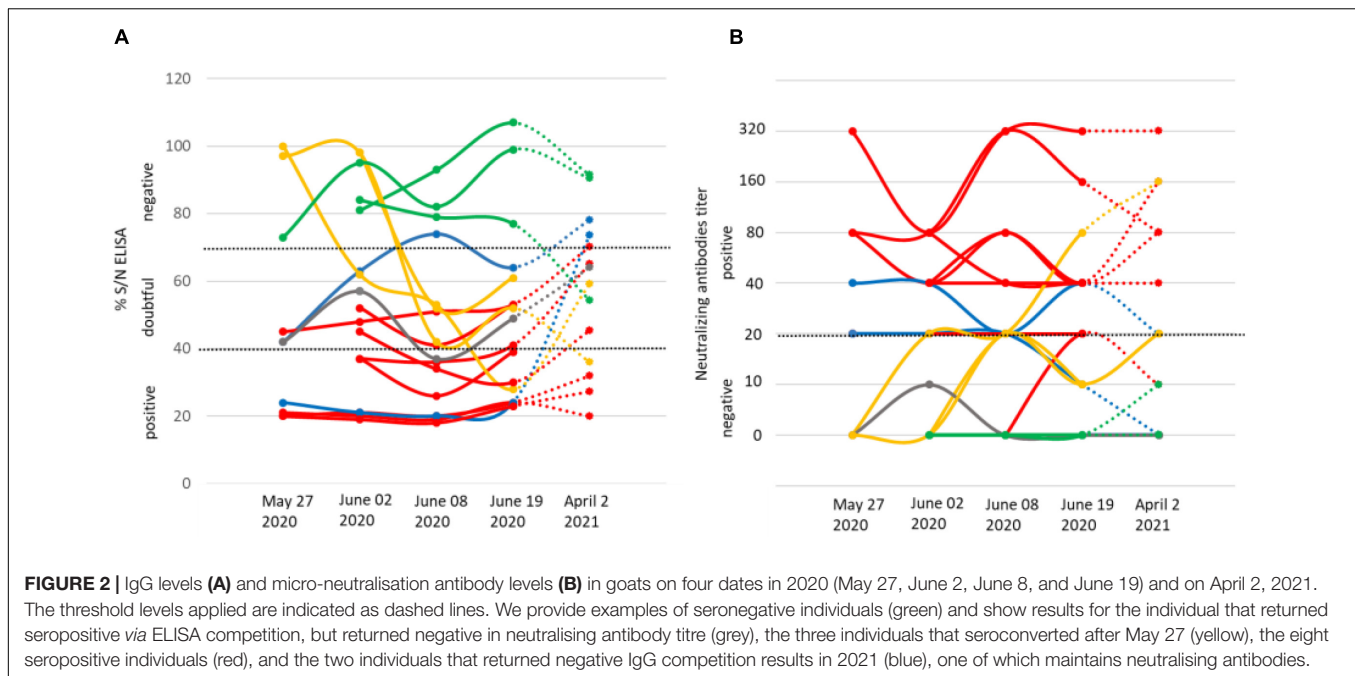 A
B
120
100
80
60
40
20
0
% S/N ELISA
negative
doubtful
positive
May 27
2020
June 02
2020
June 08
2020
June 19
2020
April 2
2021
320
160
80
40
20
10
0
Neutralizing antibodies titer
positive
negative
May 27
2020
June 02
2020
June 08
2020
June 19
2020
April 2
2021
FIGURE 2 | IgG levels (A) and micro-neutralisation antibody levels (B) in goats on four dates in 2020 (May 27, June 2, June 8, and June 19) and on April 2, 2021.
The threshold levels applied are indicated as dashed lines. We provide examples of seronegative individuals (green) and show results for the individual that returned
seropositive via ELISA competition, but returned negative in neutralising antibody titre (grey), the three individuals that seroconverted after May 27 (yellow), the eight
seropositive individuals (red), and the two individuals that returned negative IgG competition results in 2021 (blue), one of which maintains neutralising antibodies.